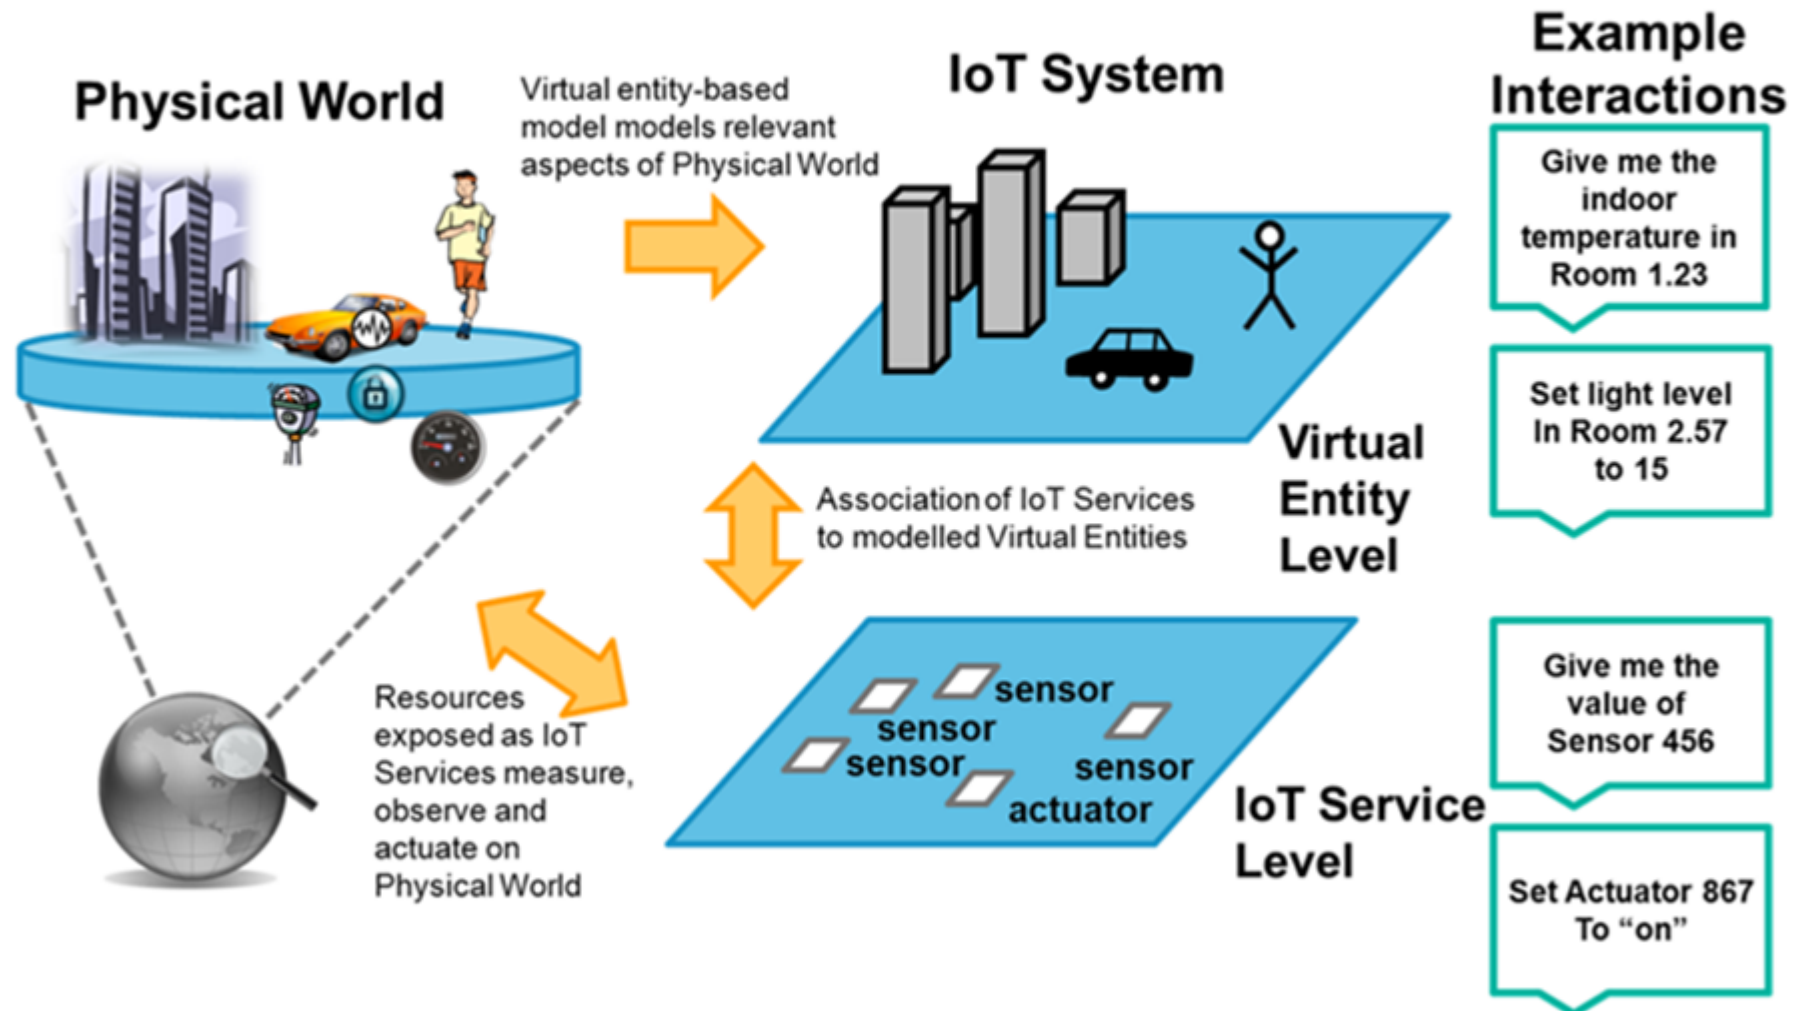 Physical World
Virtual entity-based
model models relevant
aspects of Physical World
IoT System
Example
Interactions
Give me the
indoor
temperature in
Room 1.23
Set light level
In Room 2.57
to 15
Virtual
Entity
Level
Association of IoT Services
to modelled Virtual Entities
Resources
exposed as IoT
Services measure,
observe and
actuate on
Physical World
sensor
sensor
sensor
sensor
actuator
IoT Service
Level
Give me the
value of
Sensor 456
Set Actuator 867
To “on”